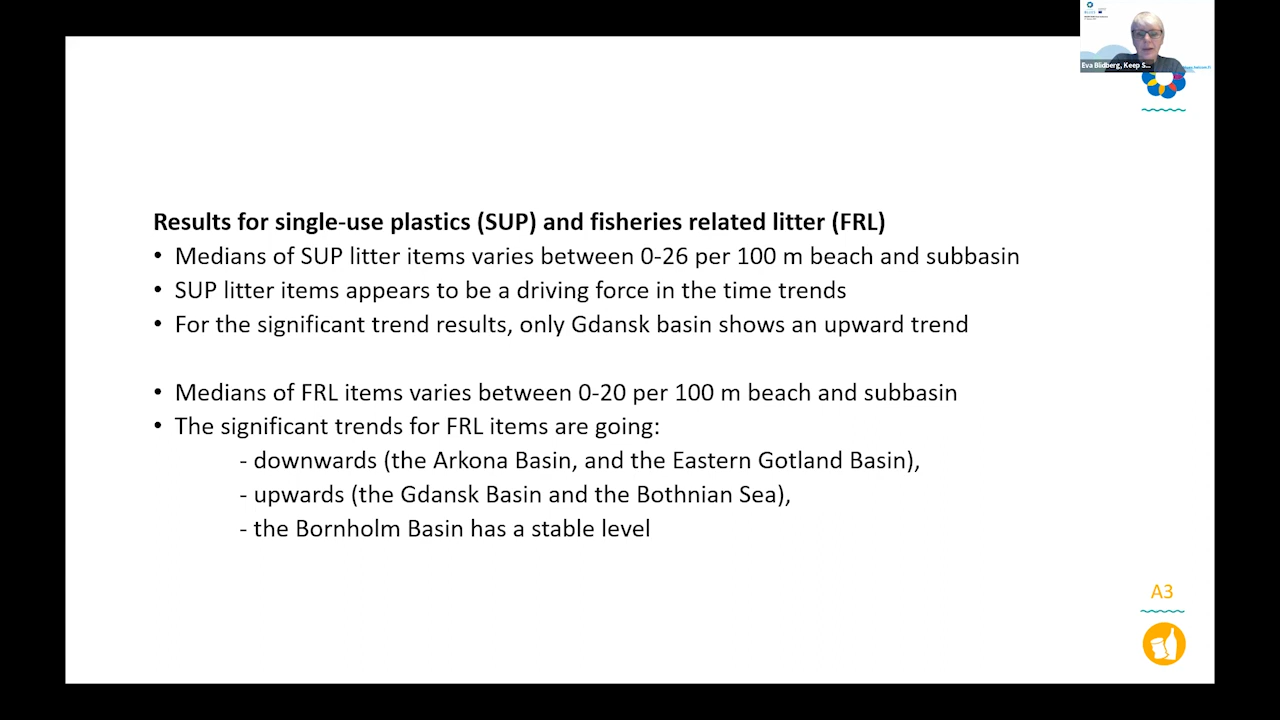 Eva Blidberg, Keep S...
Results for single-use plastics (SUP) and fisheries related litter (FRL)
• Medians of SUP litter items varies between 0-26 per 100 m beach and subbasin
• SUP litter items appears to be a driving force in the time trends
• For the significant trend results, only Gdansk basin shows an upward trend
• Medians of FRL items varies between 0-20 per 100 m beach and subbasin
• The significant trends for FRL items are going:
- downwards (the Arkona Basin, and the Eastern Gotland Basin),
- upwards (the Gdansk Basin and the Bothnian Sea),
- the Bornholm Basin has a stable level
A3